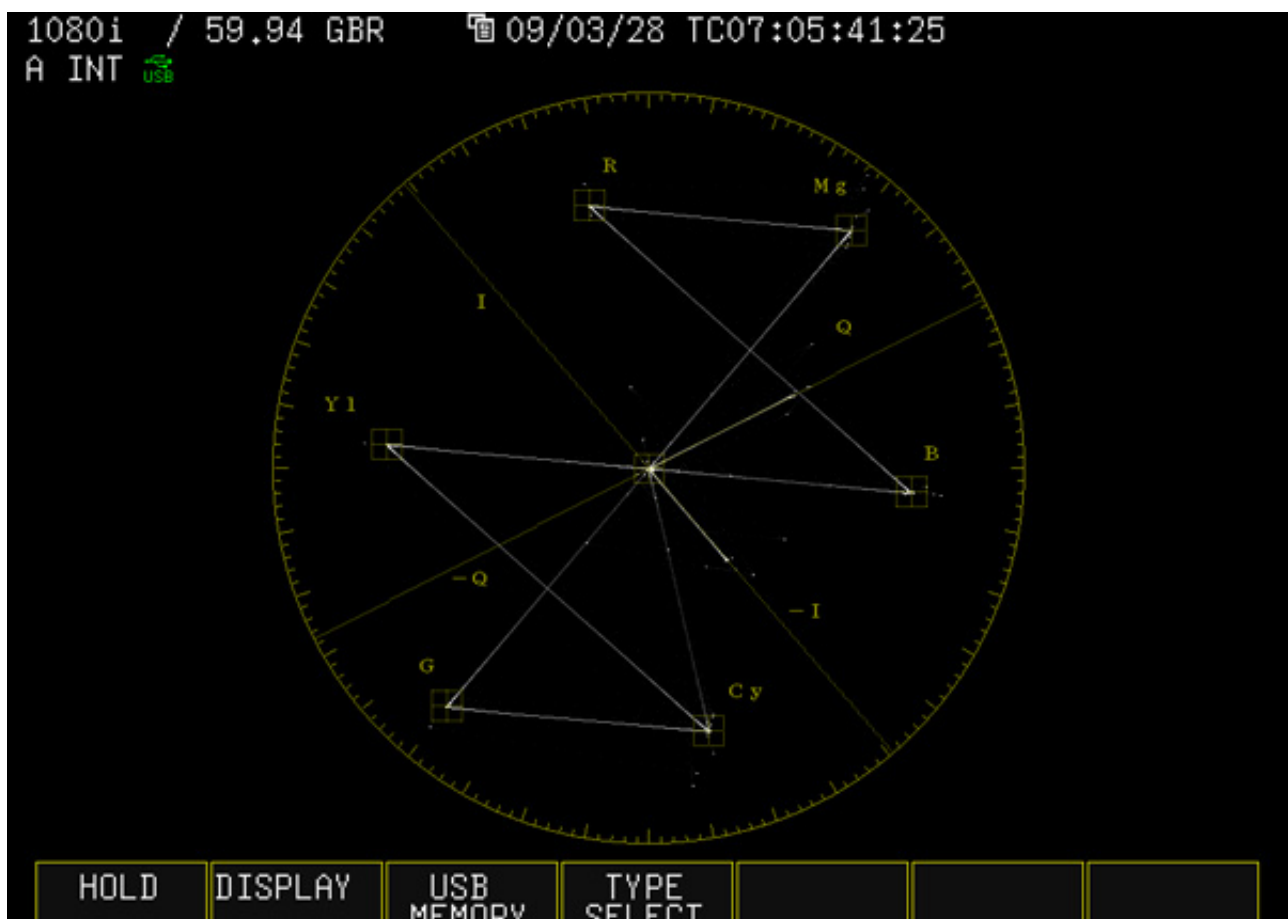 1080i / 59.94 GBR 09/03/28 TC07:05:41:25
A INT USB
R
Mg
I
Q
Yl
B
-Q
-I
G
Cy
HOLD DISPLAY USB MEMORY TYPE SELECT